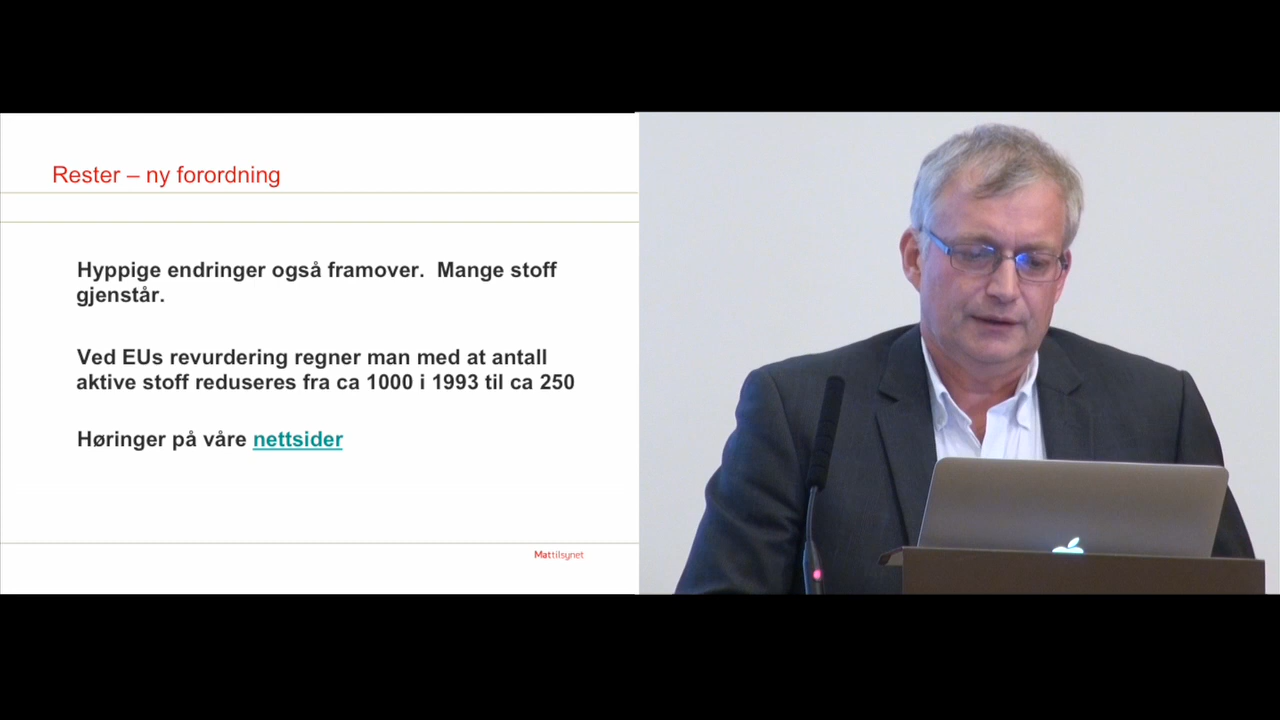 Rester – ny forordning
Hyppige endringer også framover. Mange stoff
gjenstår.
Ved EUs revurdering regner man med at antall
aktive stoff reduseres fra ca 1000 i 1993 til ca 250
Høringer på våre nettsider
Mattilsynet